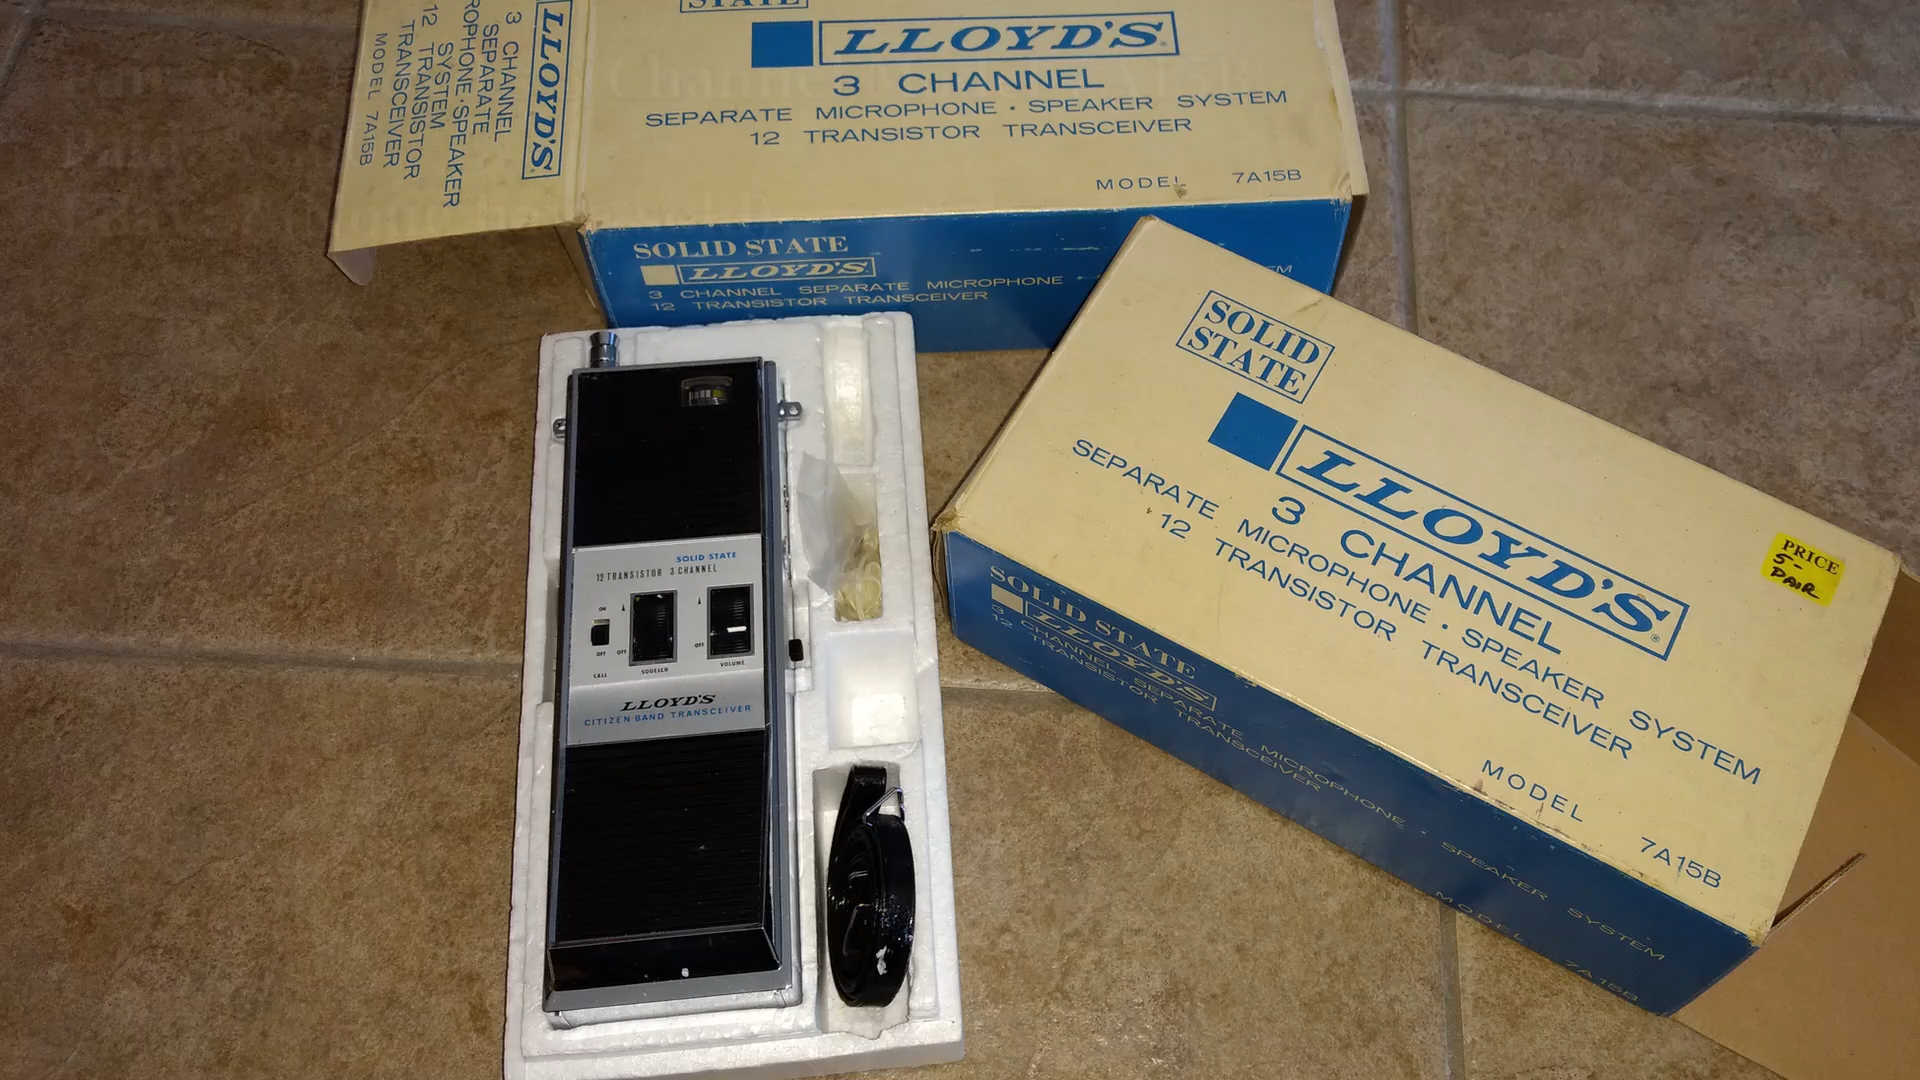 STATE
LLOYD'S
3 CHANNEL
SEPARATE MICROPHONE • SPEAKER SYSTEM
12 TRANSISTOR TRANSCEIVER
MODEL 7A15B
LLOYD'S
3 CHANNEL
SEPARATE
ROPHONE·SPEAKER
SYSTEM
12 TRANSISTOR
TRANSCEIVER
MODEL 7A15B
SOLID STATE
LLOYD'S
3 CHANNEL SEPARATE MICROPHONE
12 TRANSISTOR TRANSCEIVER
SOLID
STATE
LLOYD'S
3 CHANNEL
SEPARATE MICROPHONE • SPEAKER SYSTEM
12 TRANSISTOR TRANSCEIVER
MODEL 7A15B
PRICE
5-
PAIR
SOLID STATE
LLOYD'S
3 CHANNEL SEPARATE MICROPHONE • SPEAKER SYSTEM
12 TRANSISTOR TRANSCEIVER
MODEL 7A15B
SOLID STATE
12 TRANSISTOR 3 CHANNEL
ON
OFF
CALL
OFF
SQUELCH
OFF
VOLUME
LLOYD'S
CITIZEN BAND TRANSCEIVER